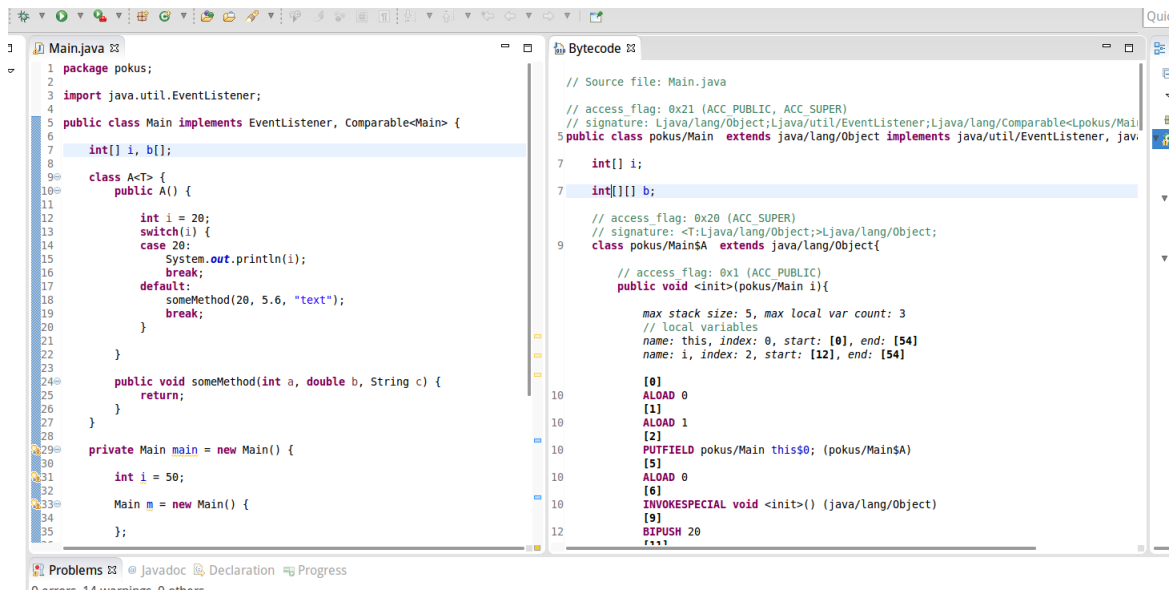 Quic
Main.java
1 package pokus;
2
3 import java.util.EventListener;
4
5 public class Main implements EventListener, Comparable<Main> {
6
7 int[] i, b[];
8
9 class A<T> {
10 public A() {
11
12 int i = 20;
13 switch(i) {
14 case 20:
15 System.out.println(i);
16 break;
17 default:
18 someMethod(20, 5.6, "text");
19 break;
20 }
21
22 }
23
24 public void someMethod(int a, double b, String c) {
25 return;
26 }
27 }
28
29 private Main main = new Main() {
30
31 int i = 50;
32
33 Main m = new Main() {
34
35 };
Bytecode
// Source file: Main.java
// access_flag: 0x21 (ACC_PUBLIC, ACC_SUPER)
// signature: Ljava/lang/Object;Ljava/util/EventListener;Ljava/lang/Comparable<Lpokus/Mai
5 public class pokus/Main extends java/lang/Object implements java/util/EventListener, java
7 int[] i;
7 int[][] b;
// access_flag: 0x20 (ACC_SUPER)
// signature: <T:Ljava/lang/Object;>Ljava/lang/Object;
9 class pokus/Main$A extends java/lang/Object{
// access_flag: 0x1 (ACC_PUBLIC)
public void <init>(pokus/Main i){
max stack size: 5, max local var count: 3
// local variables
name: this, index: 0, start: [0], end: [54]
name: i, index: 2, start: [12], end: [54]
[0]
10 ALOAD 0
[1]
10 ALOAD 1
[2]
10 PUTFIELD pokus/Main this$0; (pokus/Main$A)
[5]
10 ALOAD 0
[6]
10 INVOKESPECIAL void <init>() (java/lang/Object)
[9]
12 BIPUSH 20
[11]
Problems @ Javadoc Declaration Progress
0 errors, 14 warnings, 0 others